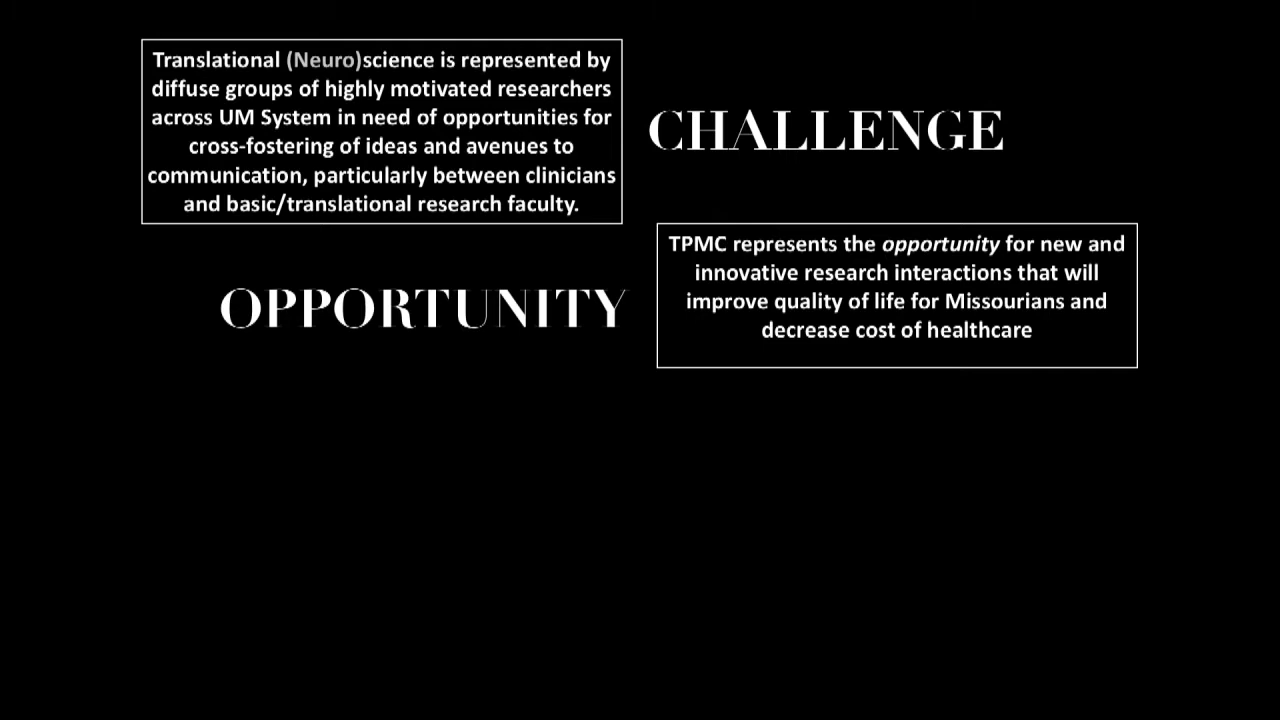 Translational (Neuro)science is represented by
diffuse groups of highly motivated researchers
across UM System in need of opportunities for
cross-fostering of ideas and avenues to
communication, particularly between clinicians
and basic/translational research faculty.
CHALLENGE
OPPORTUNITY
TPMC represents the opportunity for new and
innovative research interactions that will
improve quality of life for Missourians and
decrease cost of healthcare